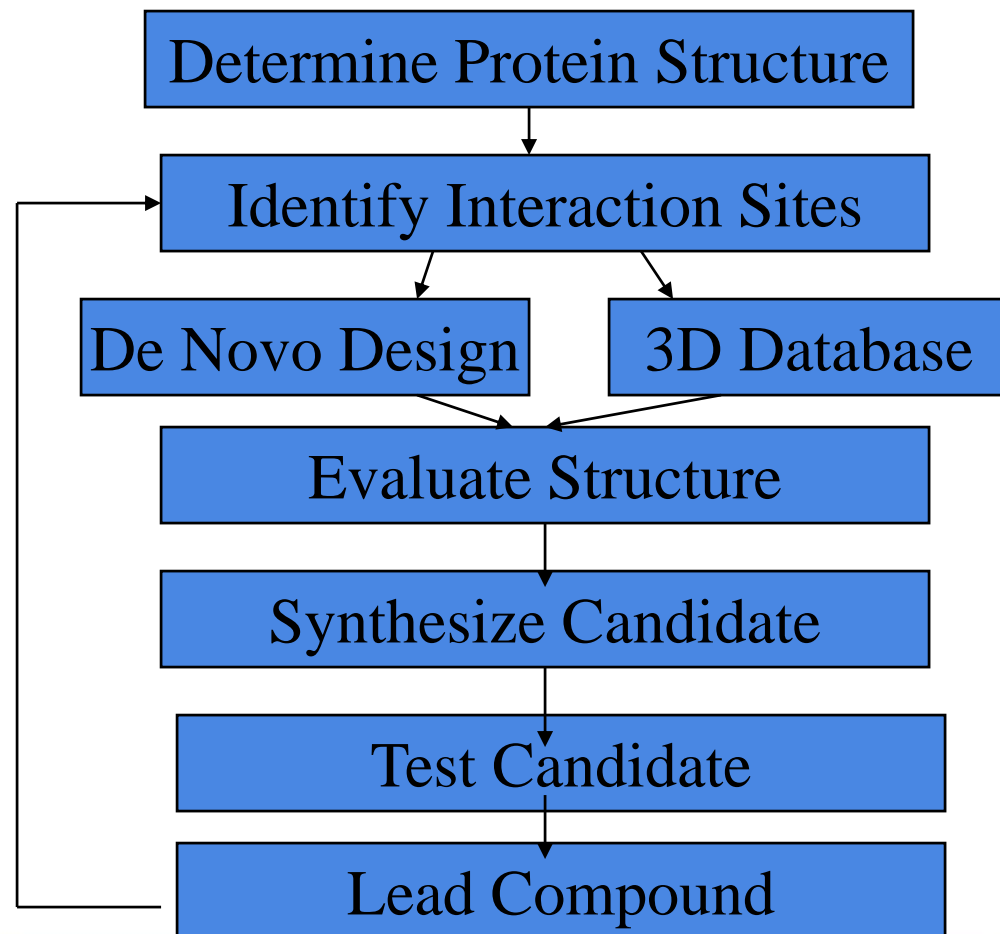 Determine Protein Structure
Identify Interaction Sites
De Novo Design
3D Database
Evaluate Structure
Synthesize Candidate
Test Candidate
Lead Compound